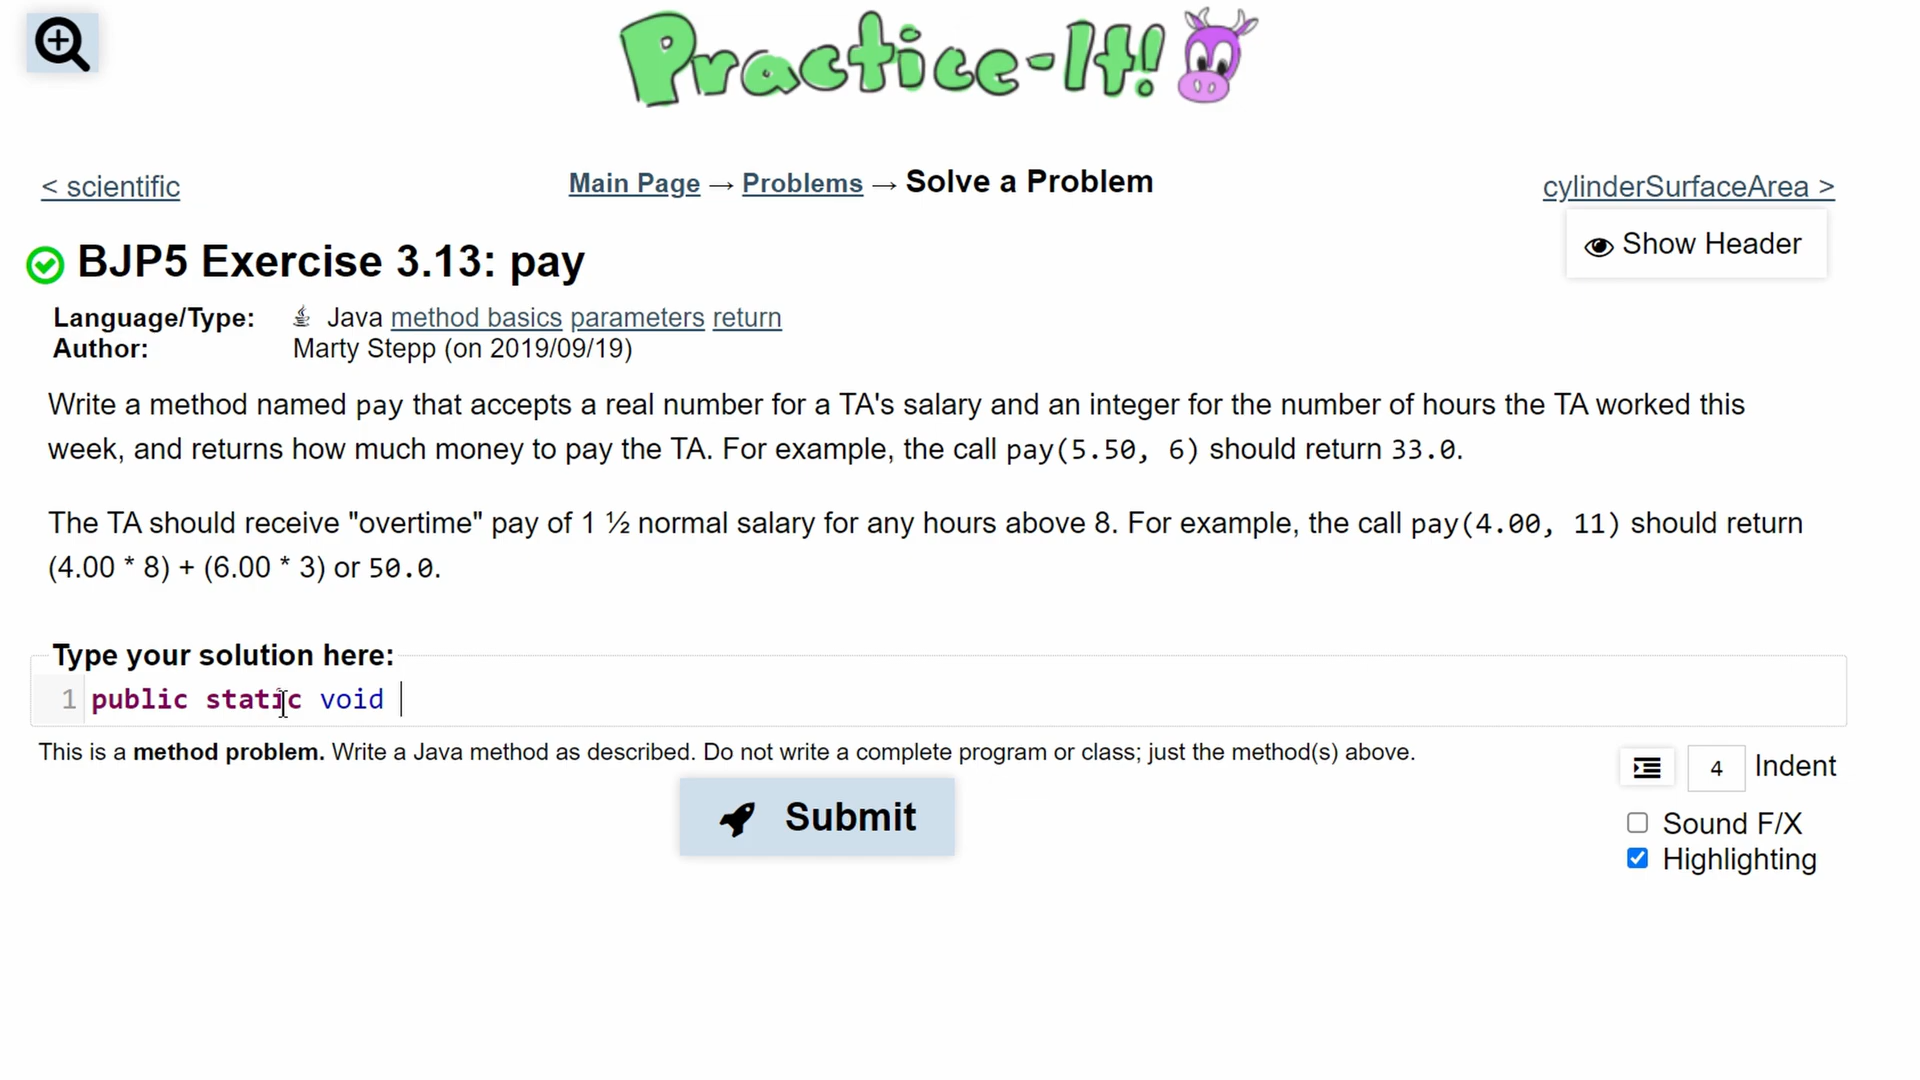 Practice-It!
< scientific
Main Page → Problems → Solve a Problem
cylinderSurfaceArea >
Show Header
BJP5 Exercise 3.13: pay
Language/Type: Java method basics parameters return
Author: Marty Stepp (on 2019/09/19)
Write a method named pay that accepts a real number for a TA's salary and an integer for the number of hours the TA worked this
week, and returns how much money to pay the TA. For example, the call pay(5.50, 6) should return 33.0.
The TA should receive "overtime" pay of 1 ½ normal salary for any hours above 8. For example, the call pay(4.00, 11) should return
(4.00 * 8) + (6.00 * 3) or 50.0.
Type your solution here:
1 public static void
This is a method problem. Write a Java method as described. Do not write a complete program or class; just the method(s) above.
4 Indent
Submit
Sound F/X
Highlighting